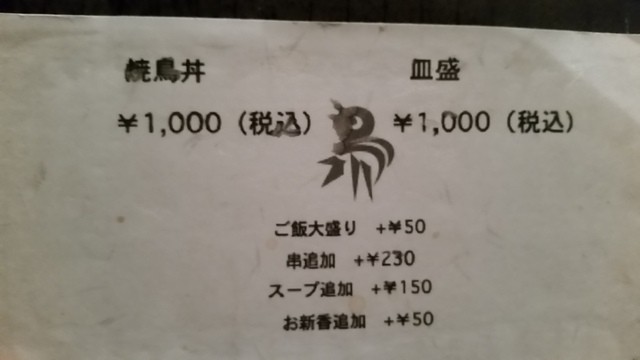 焼鳥丼 皿盛
￥1,000（税込） ￥1,000（税込）
ご飯大盛り +￥50
串追加 +￥230
スープ追加 +￥150
お新香追加 +￥50